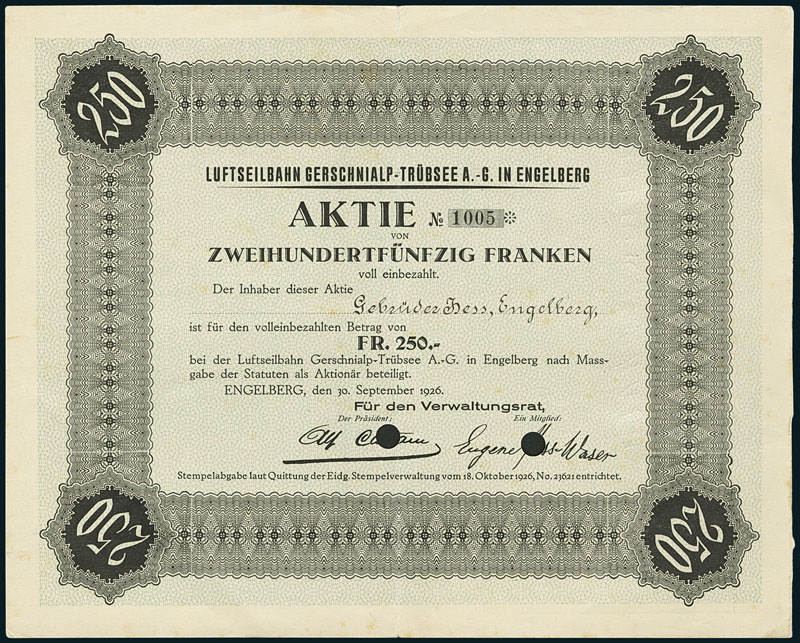 250 250
LUFTSEILBAHN GERSCHNIALP-TRÜBSEE A.-G. IN ENGELBERG
AKTIE № 1005
VON
ZWEIHUNDERTFÜNFZIG FRANKEN
voll einbezahlt.
Der Inhaber dieser Aktie
Gebrüder Hess, Engelberg,
ist für den volleinbezahlten Betrag von
FR. 250.-
bei der Luftseilbahn Gerschnialp-Trübsee A.-G. in Engelberg nach Mass-
gabe der Statuten als Aktionär beteiligt.
ENGELBERG, den 30. September 1926.
Für den Verwaltungsrat,
Der Präsident: Ein Mitglied:
Eugene Hess-Waser
Stempelabgabe laut Quittung der Eidg. Stempelverwaltung vom 18. Oktober 1926, No. 23621 entrichtet.
250 250